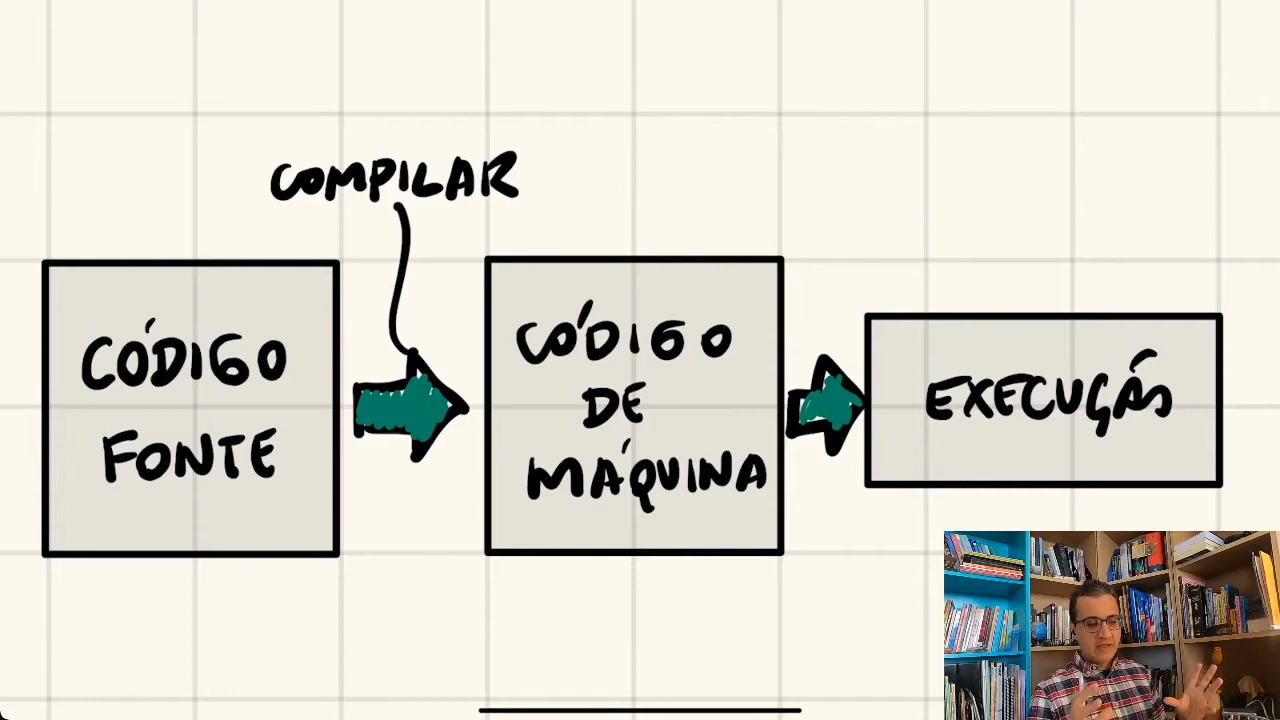 COMPILAR
CÓDIGO
FONTE
CÓDIGO
DE
MÁQUINA
EXECUÇÃO